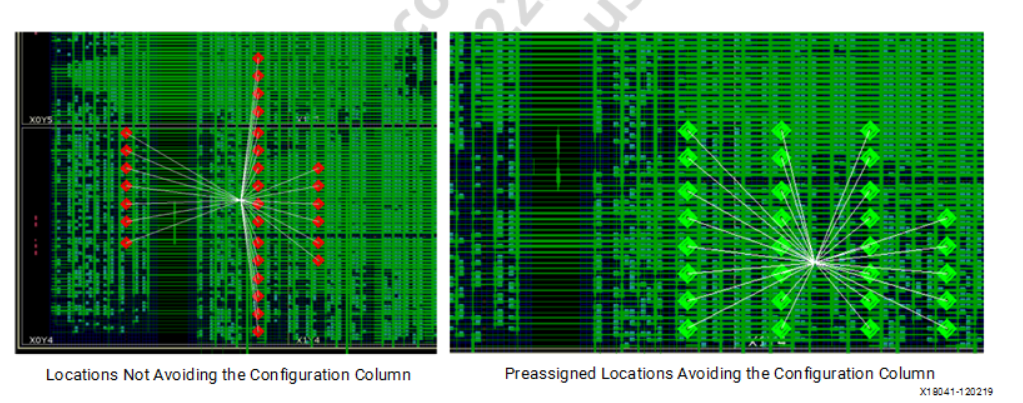 X0Y5
X0Y4
Locations Not Avoiding the Configuration Column
Preassigned Locations Avoiding the Configuration Column
X18041-120219